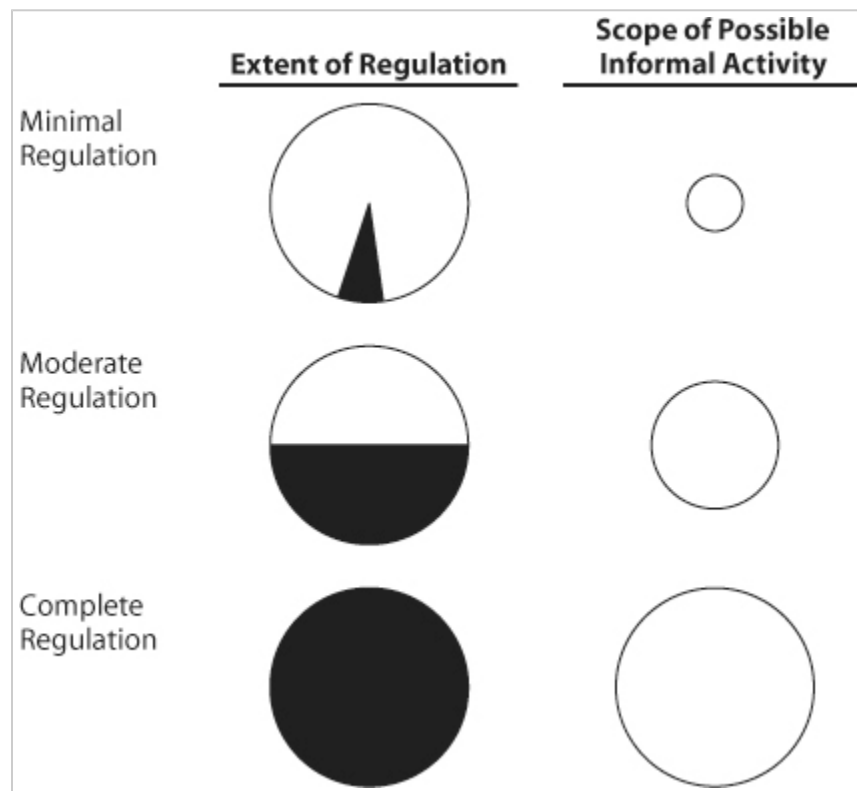 Extent of Regulation
Scope of Possible
Informal Activity
Minimal
Regulation
Moderate
Regulation
Complete
Regulation